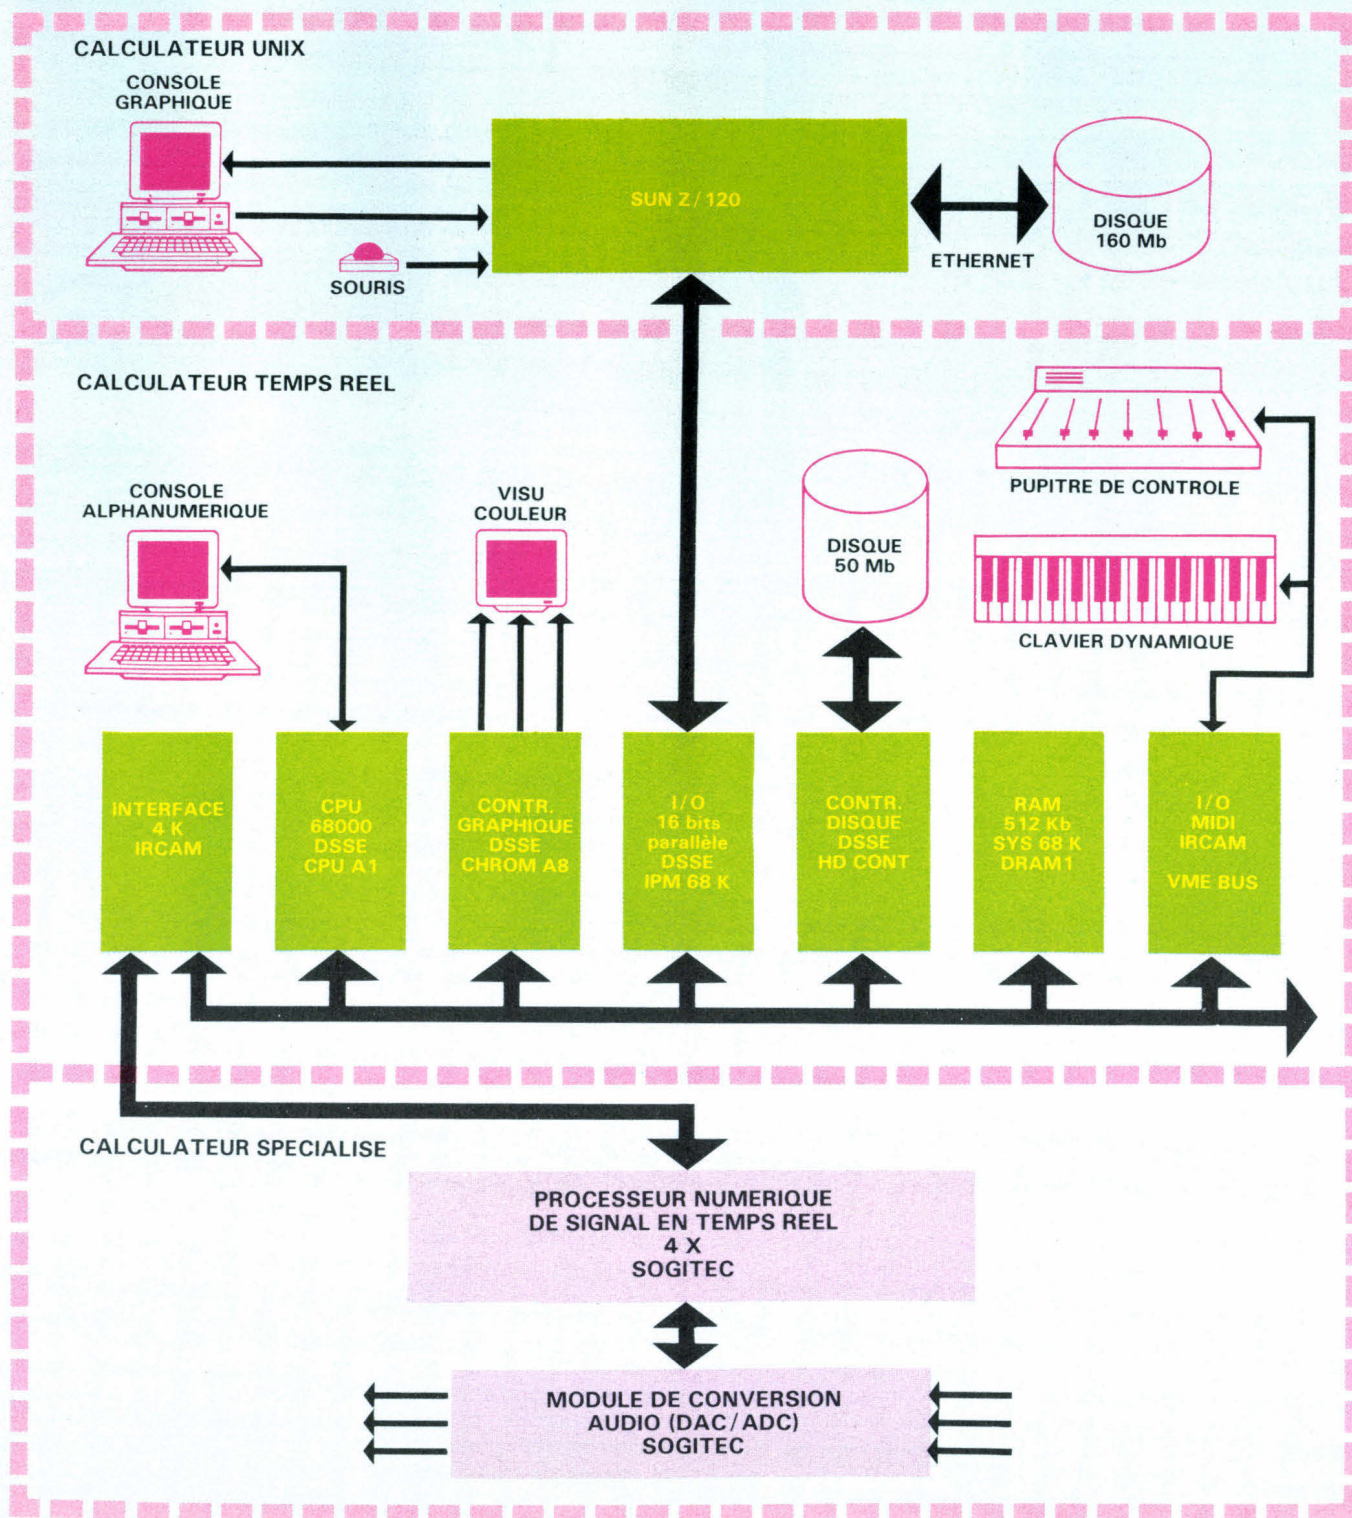 CALCULATEUR UNIX
CONSOLE
GRAPHIQUE
SUN Z/120
DISQUE
160 Mb
ETHERNET
SOURIS
CALCULATEUR TEMPS REEL
PUPITRE DE CONTROLE
CONSOLE
ALPHANUMERIQUE
VISU
COULEUR
DISQUE
50 Mb
CLAVIER DYNAMIQUE
INTERFACE
4 K
IRCAM
CPU
68000
DSSE
CPU A1
CONTR.
GRAPHIQUE
DSSE
CHROM A8
I/O
16 bits
parallèle
DSSE
IPM 68 K
CONTR.
DISQUE
DSSE
HD CONT
RAM
512 Kb
SYS 68 K
DRAM1
I/O
MIDI
IRCAM
VME BUS
CALCULATEUR SPECIALISE
PROCESSEUR NUMERIQUE
DE SIGNAL EN TEMPS REEL
4 X
SOGITEC
MODULE DE CONVERSION
AUDIO (DAC/ADC)
SOGITEC